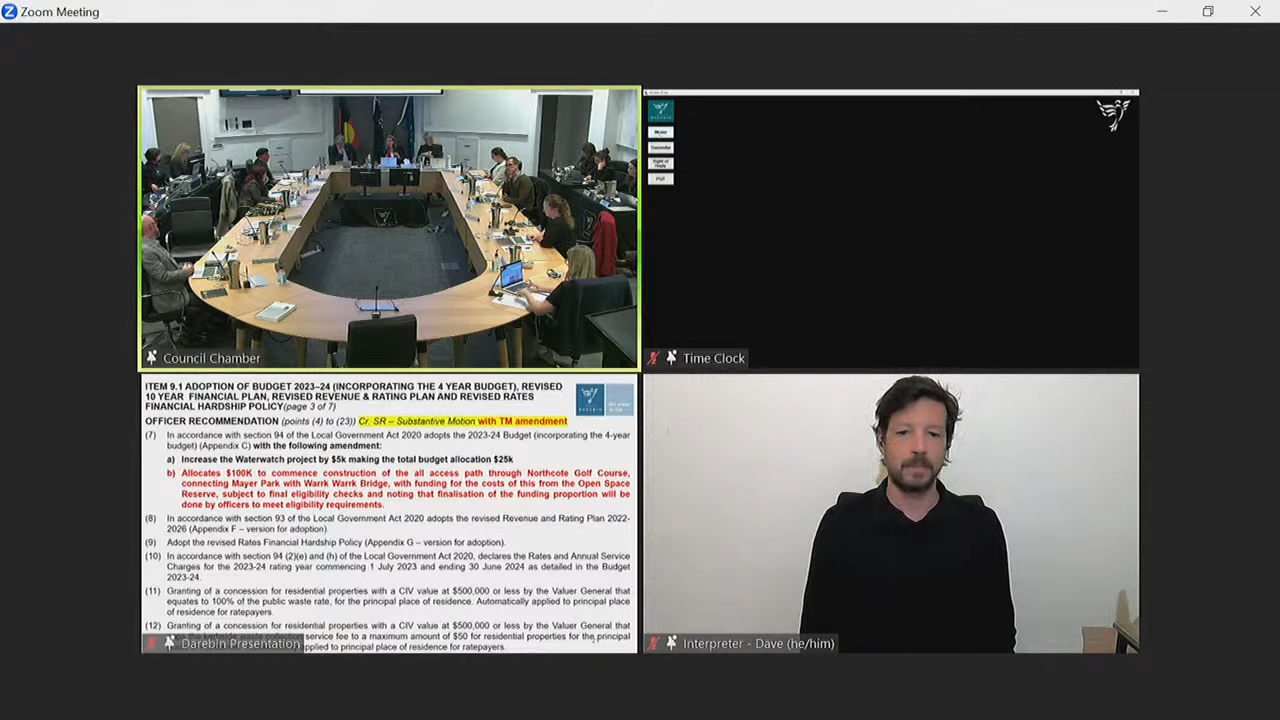 Zoom Meeting
Council Chamber
Time Clock
ITEM 9.1 ADOPTION OF BUDGET 2023–24 (INCORPORATING THE 4 YEAR BUDGET), REVISED
10 YEAR FINANCIAL PLAN, REVISED REVENUE & RATING PLAN AND REVISED RATES
FINANCIAL HARDSHIP POLICY(page 3 of 7)
OFFICER RECOMMENDATION (points (4) to (23)) Cr. SR – Substantive Motion with TM amendment
(7) In accordance with section 94 of the Local Government Act 2020 adopts the 2023-24 Budget (incorporating the 4-year
budget) (Appendix C) with the following amendment:
a) Increase the Waterwatch project by $5k making the total budget allocation $25k
b) Allocates $100K to commence construction of the all access path through Northcote Golf Course,
connecting Mayer Park with Warrk Warrk Bridge, with funding for the costs of this from the Open Space
Reserve, subject to final eligibility checks and noting that finalisation of the funding proportion will be
done by officers to meet eligibility requirements.
(8) In accordance with section 93 of the Local Government Act 2020 adopts the revised Revenue and Rating Plan 2022-
2026 (Appendix F – version for adoption).
(9) Adopt the revised Rates Financial Hardship Policy (Appendix G – version for adoption).
(10) In accordance with section 94 (2)(e) and (h) of the Local Government Act 2020, declares the Rates and Annual Service
Charges for the 2023-24 rating year commencing 1 July 2023 and ending 30 June 2024 as detailed in the Budget
2023-24.
(11) Granting of a concession for residential properties with a CIV value at $500,000 or less by the Valuer General that
equates to 100% of the public waste rate, for the principal place of residence. Automatically applied to principal place
of residence for ratepayers.
(12) Granting of a concession for residential properties with a CIV value at $500,000 or less by the Valuer General that
service fee to a maximum amount of $50 for residential properties for the principal
applied to principal place of residence for ratepayers.
Darebin Presentation
Interpreter - Dave (he/him)